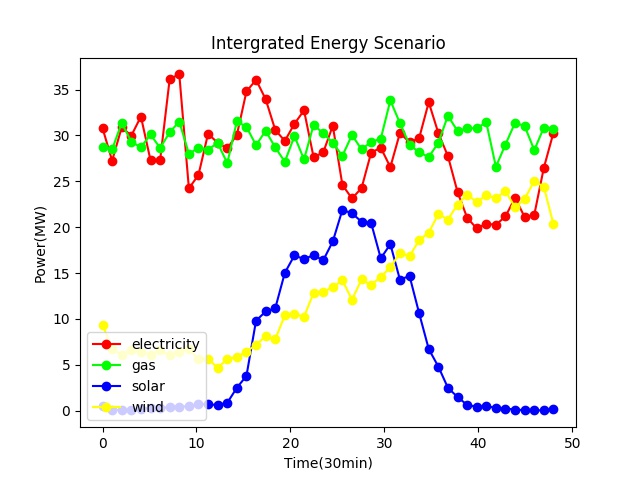 Intergrated Energy Scenario
Power(MW)
35
30
25
20
15
10
5
0
electricity
gas
solar
wind
0 10 20 30 40 50
Time(30min)